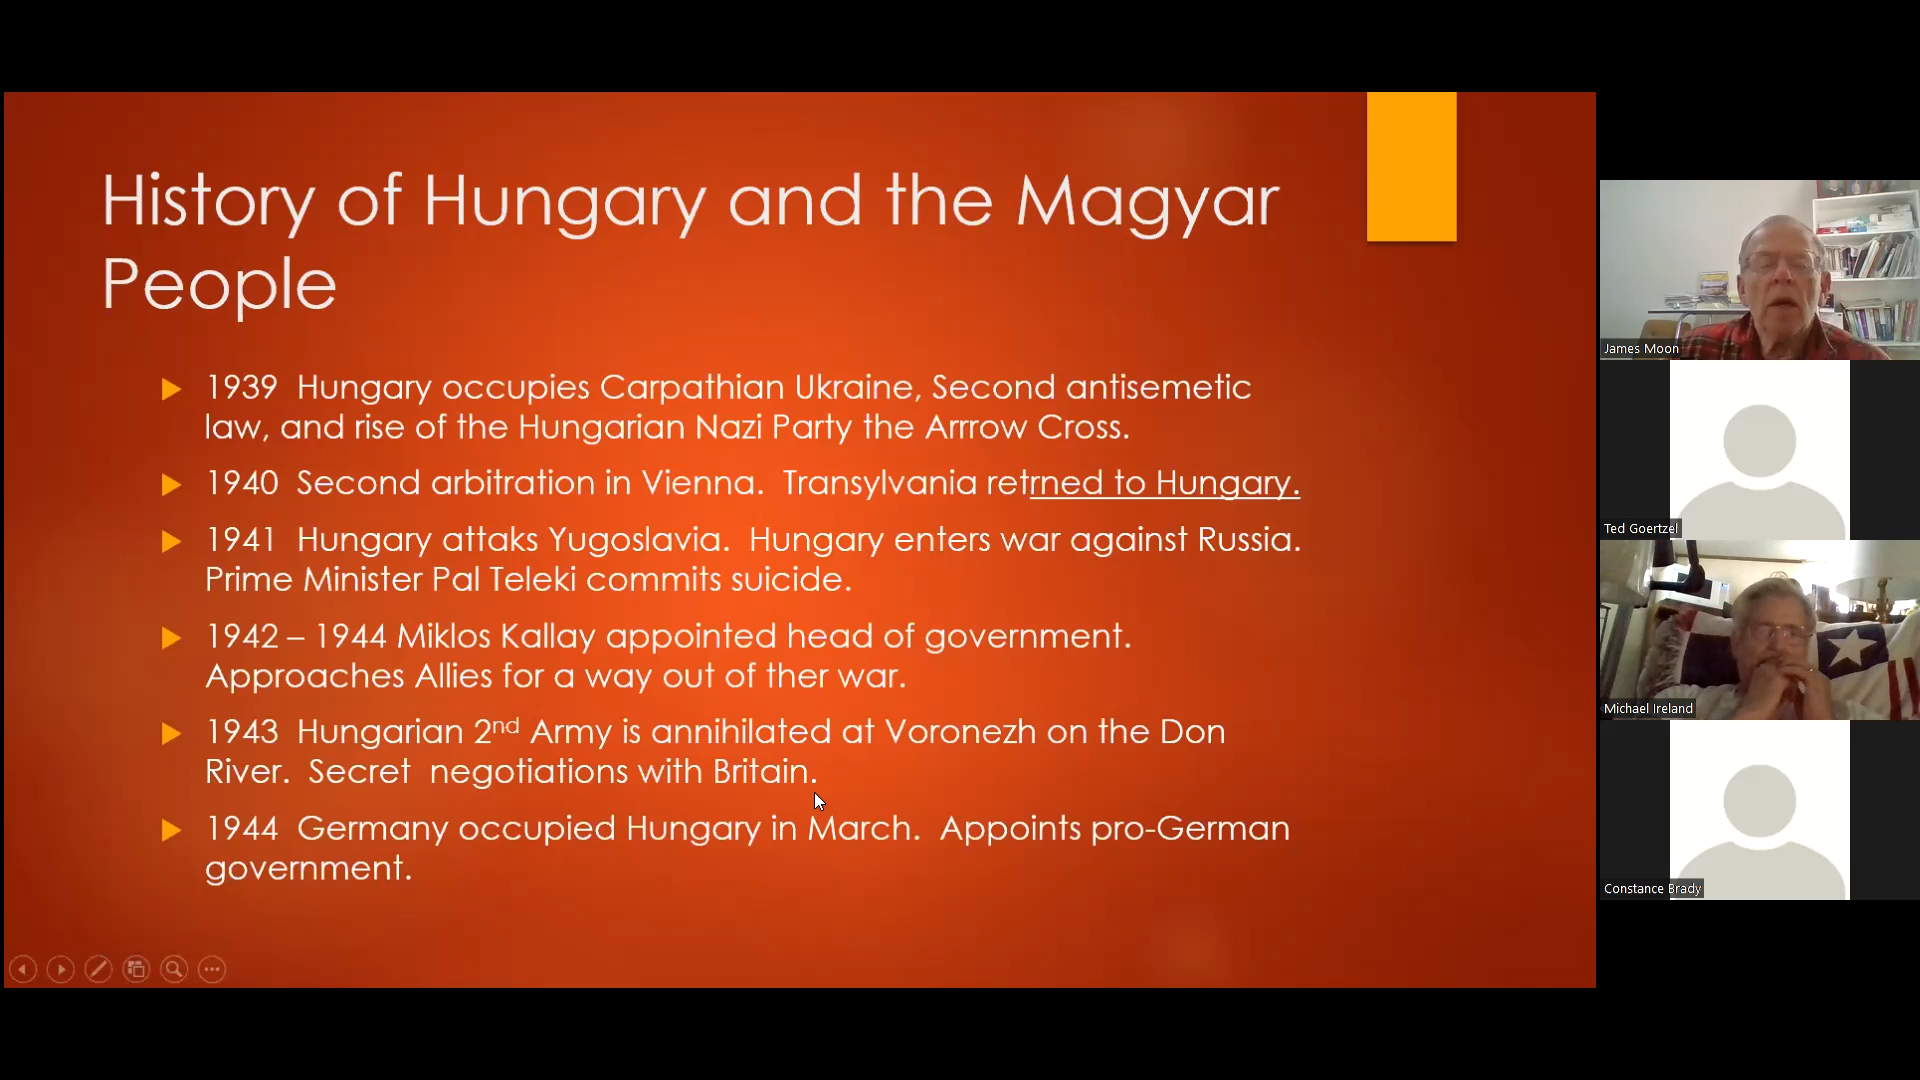 History of Hungary and the Magyar
People
1939  Hungary occupies Carpathian Ukraine, Second antisemetic
law, and rise of the Hungarian Nazi Party the Arrrow Cross.
1940  Second arbitration in Vienna.  Transylvania retrned to Hungary.
1941  Hungary attaks Yugoslavia.  Hungary enters war against Russia.
Prime Minister Pal Teleki commits suicide.
1942 – 1944 Miklos Kallay appointed head of government.
Approaches Allies for a way out of ther war.
1943  Hungarian 2nd Army is annihilated at Voronezh on the Don
River.  Secret  negotiations with Britain.
1944  Germany occupied Hungary in March.  Appoints pro-German
government.
James Moon
Ted Goertzel
Michael Ireland
Constance Brady